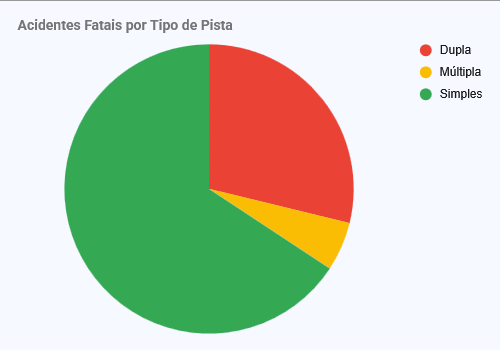 Acidentes Fatais por Tipo de Pista
Dupla
Múltipla
Simples